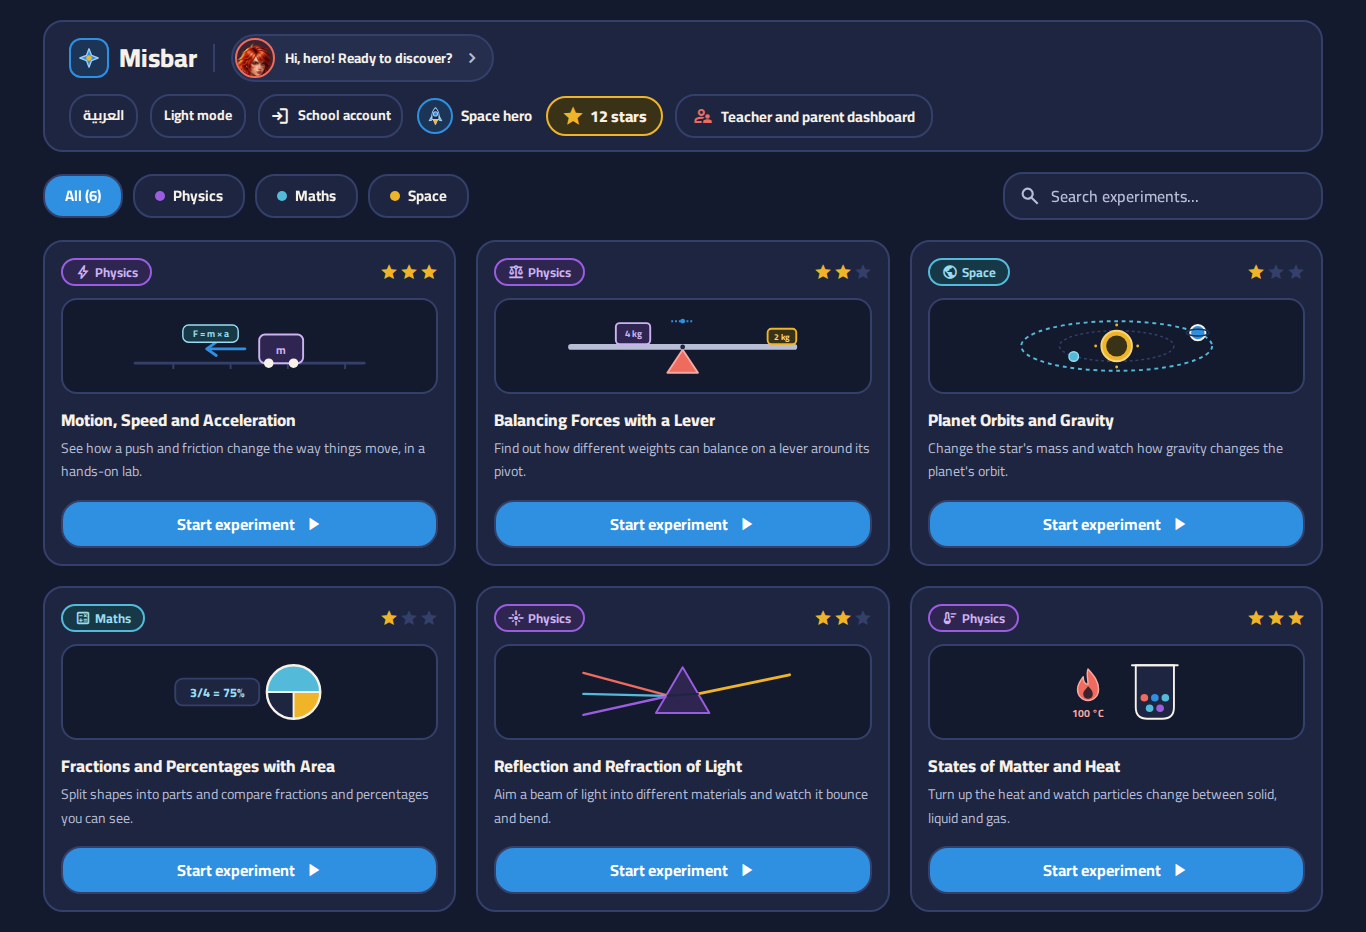 Misbar
Hi, hero! Ready to discover?
العربية
Light mode
School account
Space hero
12 stars
Teacher and parent dashboard
All (6)
Physics
Maths
Space
Search experiments...
Physics
F = m × a
m
Motion, Speed and Acceleration
See how a push and friction change the way things move, in a
hands-on lab.
Start experiment
Physics
4 kg
2 kg
Balancing Forces with a Lever
Find out how different weights can balance on a lever around its
pivot.
Start experiment
Space
Planet Orbits and Gravity
Change the star's mass and watch how gravity changes the
planet's orbit.
Start experiment
Maths
3/4 = 75%
Fractions and Percentages with Area
Split shapes into parts and compare fractions and percentages
you can see.
Start experiment
Physics
Reflection and Refraction of Light
Aim a beam of light into different materials and watch it bounce
and bend.
Start experiment
Physics
100 °C
States of Matter and Heat
Turn up the heat and watch particles change between solid,
liquid and gas.
Start experiment